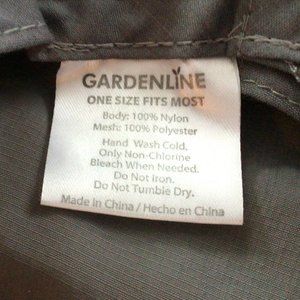 GARDENLINE
ONE SIZE FITS MOST
Body: 100% Nylon
Mesh: 100% Polyester
Hand Wash Cold.
Only Non-Chlorine
Bleach When Needed.
Do Not Iron.
Do Not Tumble Dry.
Made in China / Hecho en China